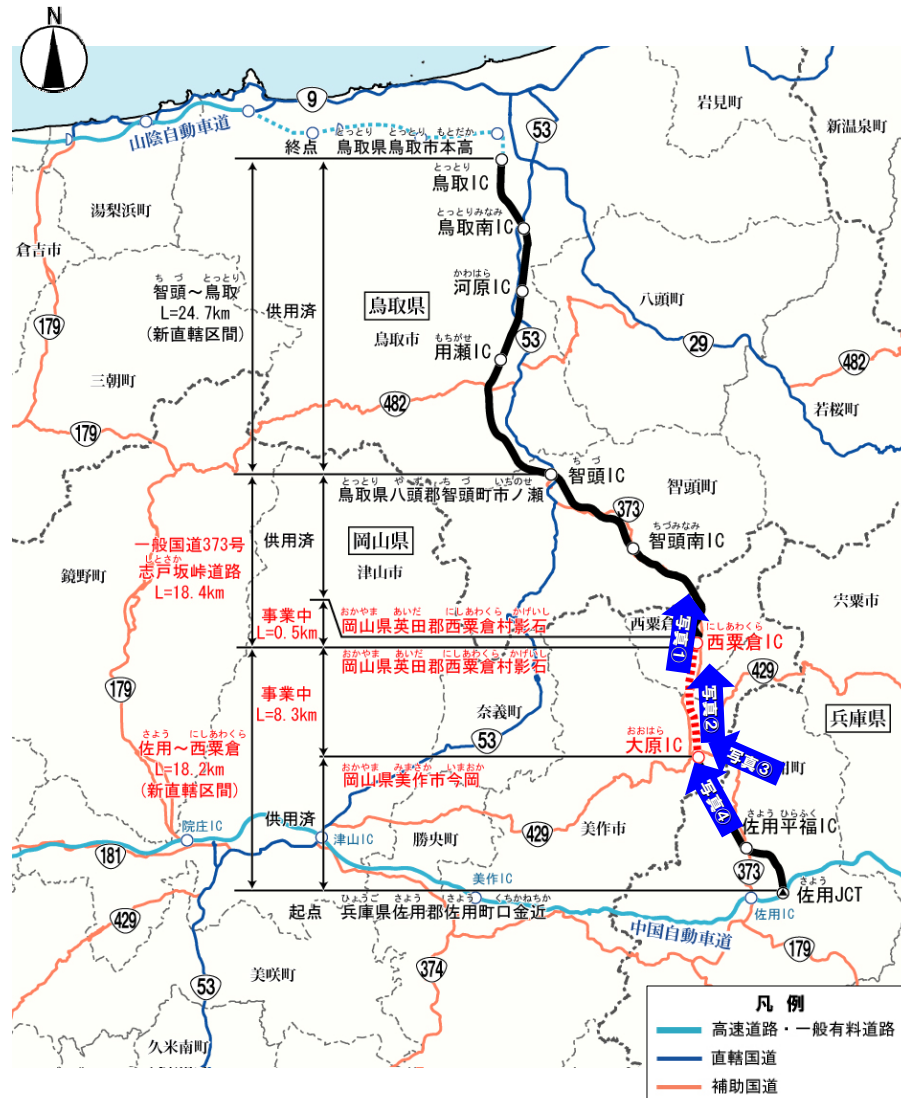 N
9
山陰自動車道
53
岩見町
新温泉町
とっとり とっとり もとだか
終点 鳥取県鳥取市本高
とっとり
鳥取IC
湯梨浜町
とっとりみなみ
鳥取南IC
倉吉市
かわはら
河原IC
ちづ とっとり
智頭~鳥取
L=24.7km
(新直轄区間)
供用済
鳥取県
鳥取市
八頭町
179
53
もちがせ
用瀬IC
29
482
三朝町
482
若桜町
179
ちづ
智頭IC
とっとり やず ちづ いちのせ
鳥取県八頭郡智頭町市ノ瀬
智頭町
373
ちづみなみ
智頭南IC
一般国道373号
しとさか
志戸坂峠道路
L=18.4km
供用済
岡山県
津山市
鏡野町
宍粟市
事業中
L=0.5km
おかやま あいだ にしあわくら かげいし
岡山県英田郡西粟倉村影石
西粟倉
にしあわくら
西粟倉IC
写真①
おかやま あいだ にしあわくら かげいし
岡山県英田郡西粟倉村影石
429
179
事業中
L=8.3km
奈義町
写真②
兵庫県
さよう にしあわくら
佐用~西粟倉
L=18.2km
(新直轄区間)
53
おおはら
大原IC
写真③
町
おかやま みまさか いまおか
岡山県美作市今岡
写真④
供用済
院庄IC
津山IC
勝央町
429
美作市
さよう ひらふく
佐用平福IC
181
373
美作IC
さよう
佐用JCT
ひょうご さよう さよう くちかねちか
起点 兵庫県佐用郡佐用町口金近
佐用IC
429
中国自動車道
179
美咲町
374
53
久米南町
凡 例
高速道路・一般有料道路
直轄国道
補助国道